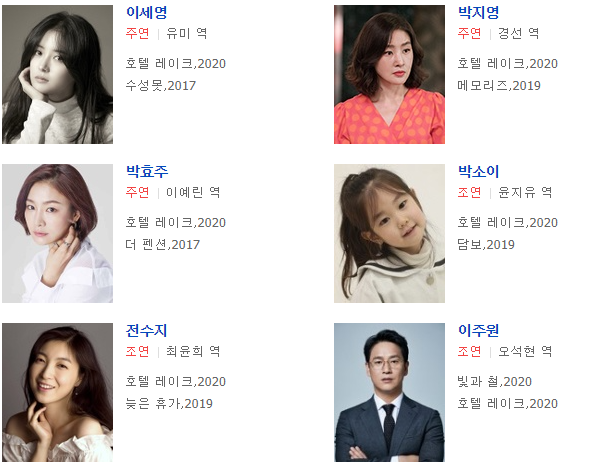 이세영
주연 | 유미 역
호텔 레이크,2020
수성못,2017
박지영
주연 | 경선 역
호텔 레이크,2020
메모리즈,2019
박효주
주연 | 이예린 역
호텔 레이크,2020
더 펜션,2017
박소이
조연 | 윤지유 역
호텔 레이크,2020
담보,2019
전수지
조연 | 최윤희 역
호텔 레이크,2020
늦은 휴가,2019
이주원
조연 | 오석현 역
빛과 철,2020
호텔 레이크,2020